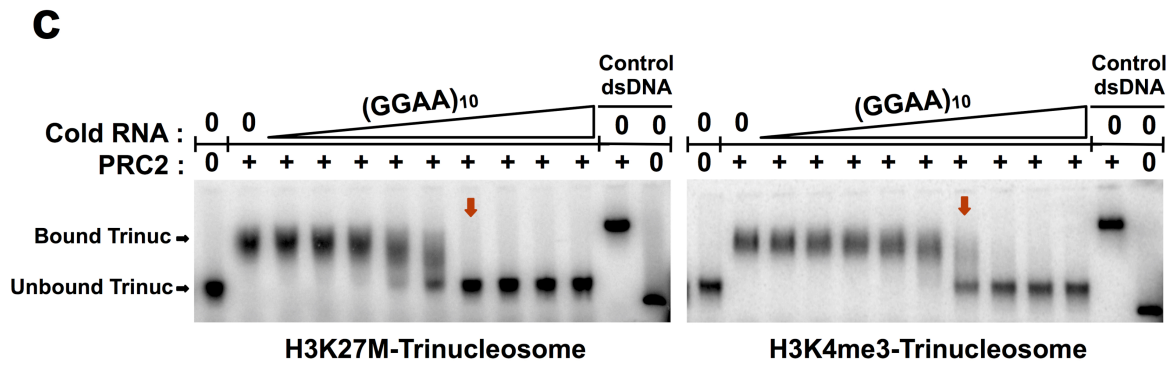 C
Control
dsDNA
Control
dsDNA
Cold RNA : 0 0 (GGAA)10 0 0 0 0 (GGAA)10 0 0
PRC2 : 0 + + + + + + + + + + + 0 0 + + + + + + + + + + + 0
Bound Trinuc
Unbound Trinuc
H3K27M-Trinucleosome H3K4me3-Trinucleosome